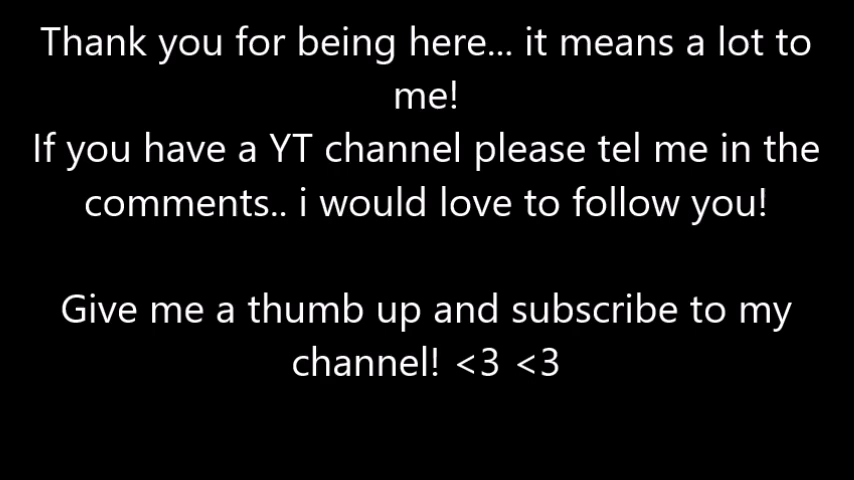 Thank you for being here... it means a lot to
me!
If you have a YT channel please tel me in the
comments.. i would love to follow you!
Give me a thumb up and subscribe to my
channel! <3 <3